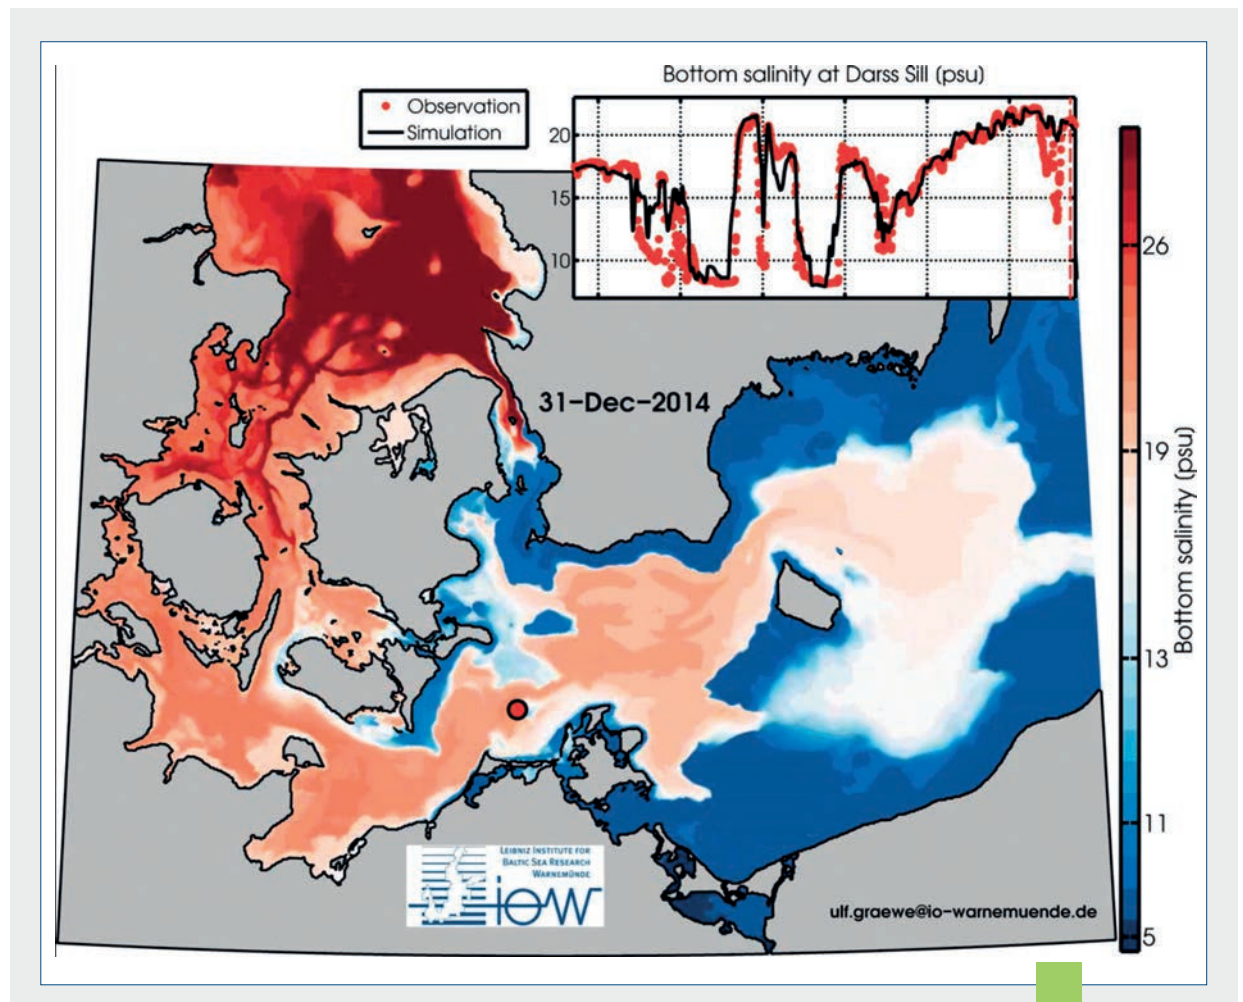 Bottom salinity at Darss Sill (psu)
Observation
Simulation
20
15
10
31-Dec-2014
26
19
13
11
5
Bottom salinity (psu)
LEIBNIZ INSTITUTE FOR
BALTIC SEA RESEARCH
WARNEMÜNDE
iow
ulf.graewe@io-warnemuende.de